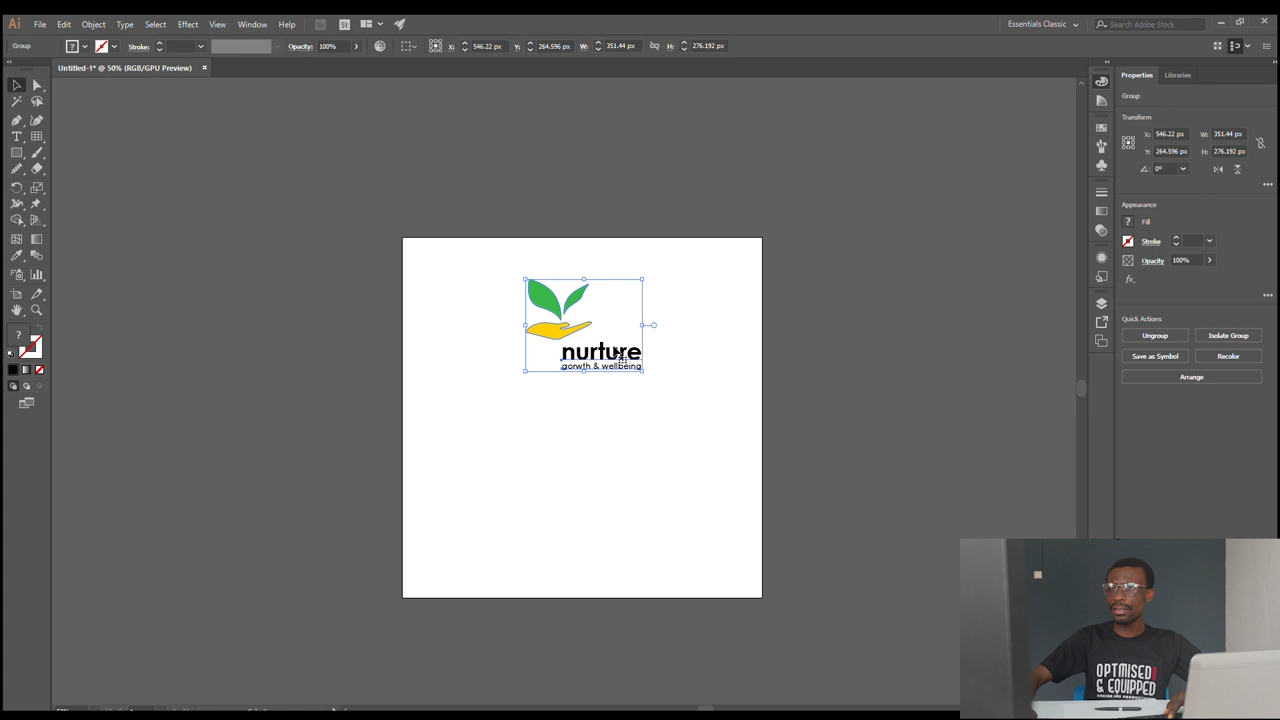 Ai File Edit Object Type Select Effect View Window Help St Essentials Classic Search Adobe Stock
Group ? Stroke: Opacity: 100% X: 546.22 px Y: 264.596 px W: 351.44 px H: 276.192 px
Untitled-1* @ 50% (RGB/GPU Preview)
Properties Libraries
Group
Transform
X: 546.22 px W: 351.44 px
Y: 264.596 px H: 276.192 px
0°
Appearance
? Fill
Stroke
Opacity 100%
fx
Quick Actions
Ungroup Isolate Group
Save as Symbol Recolor
Arrange
nurture
gorwth & wellbeing
?
OPTMISED
& EQUIPPED